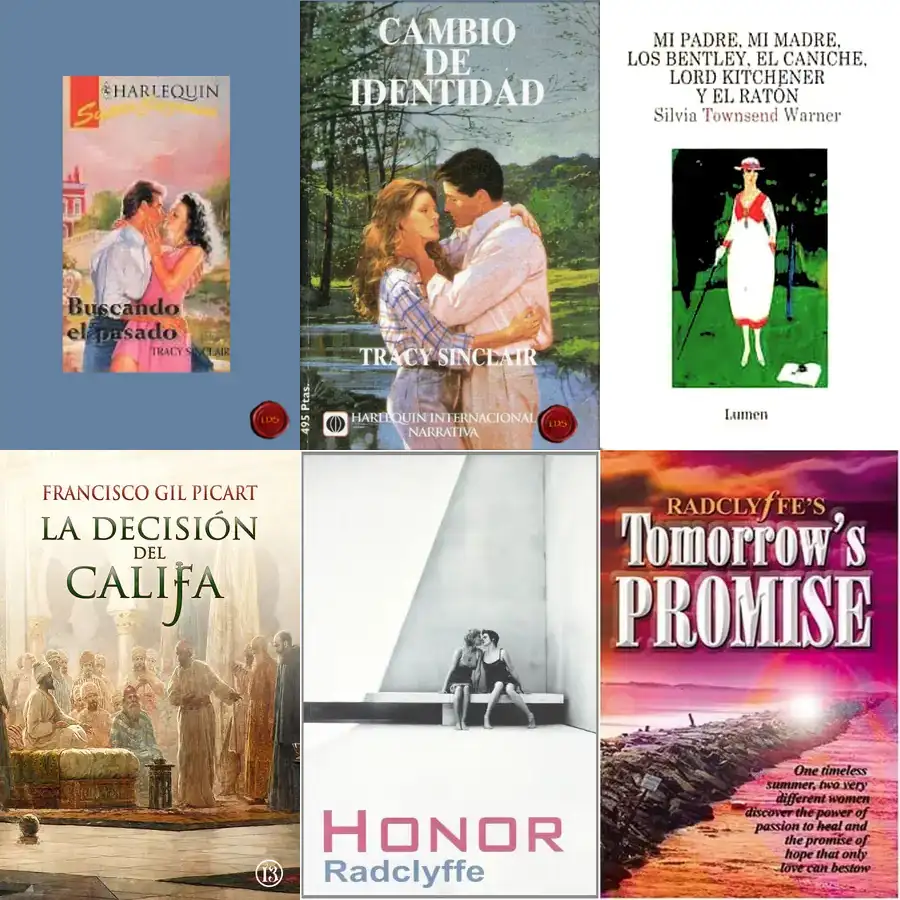 HARLEQUIN
Buscando
el pasado
TRACY SINCLAIR
LDS
CAMBIO
DE
IDENTIDAD
TRACY SINCLAIR
495 Ptas.
HARLEQUIN INTERNACIONAL
NARRATIVA
LDS
MI PADRE, MI MADRE,
LOS BENTLEY, EL CANICHE,
LORD KITCHENER
Y EL RATÓN
Silvia Townsend Warner
Lumen
FRANCISCO GIL PICART
LA DECISIÓN
DEL
CALIFA
13
HONOR
Radclyffe
RADCLYFFE'S
Tomorrow's
PROMISE
One timeless
summer, two very
different women
discover the power of
passion to heal and
the promise of
hope that only
love can bestow